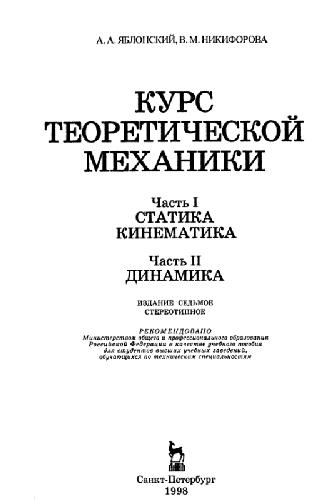 А. А. ЯБЛОНСКИЙ, В. М. НИКИФОРОВА
КУРС
ТЕОРЕТИЧЕСКОЙ
МЕХАНИКИ
Часть I
СТАТИКА
КИНЕМАТИКА
Часть II
ДИНАМИКА
ИЗДАНИЕ СЕДЬМОЕ
СТЕРЕОТИПНОЕ
РЕКОМЕНДОВАНО
Министерством общего и профессионального образования
Российской Федерации в качестве учебного пособия
для студентов высших учебных заведений,
обучающихся по техническим специальностям
Санкт-Петербург
1998